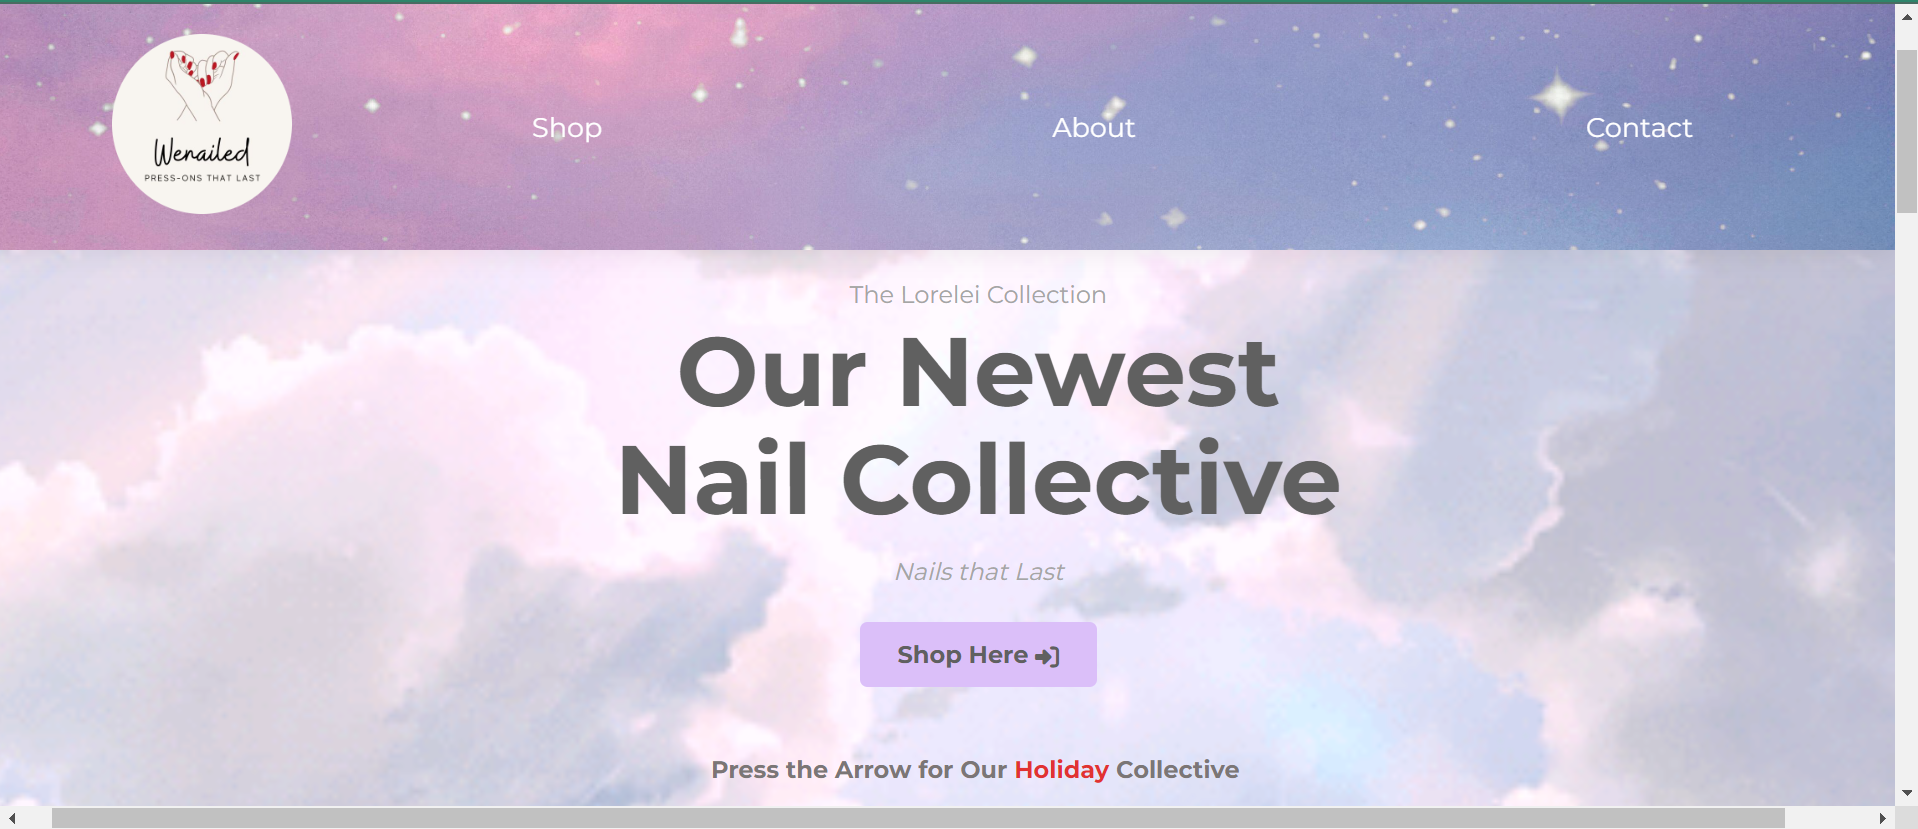 Wenailed
PRESS-ONS THAT LAST
Shop
About
Contact
The Lorelei Collection
Our Newest
Nail Collective
Nails that Last
Shop Here
Press the Arrow for Our Holiday Collective